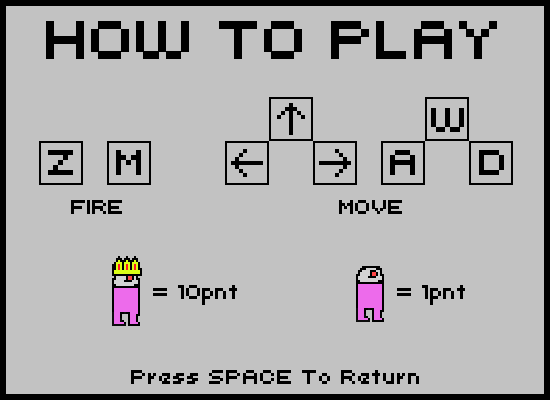 HOW TO PLAY
↑ W
Z M ← → A D
FIRE MOVE
= 10pnt = 1pnt
Press SPACE To Return